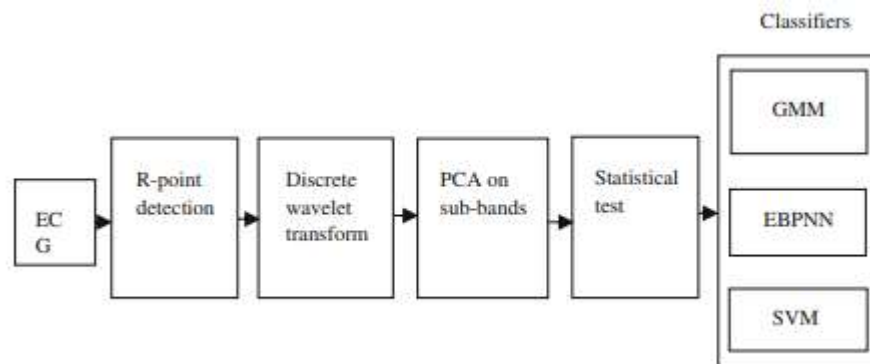 Classifiers
EC
G
R-point
detection
Discrete
wavelet
transform
PCA on
sub-bands
Statistical
test
GMM
EBPNN
SVM